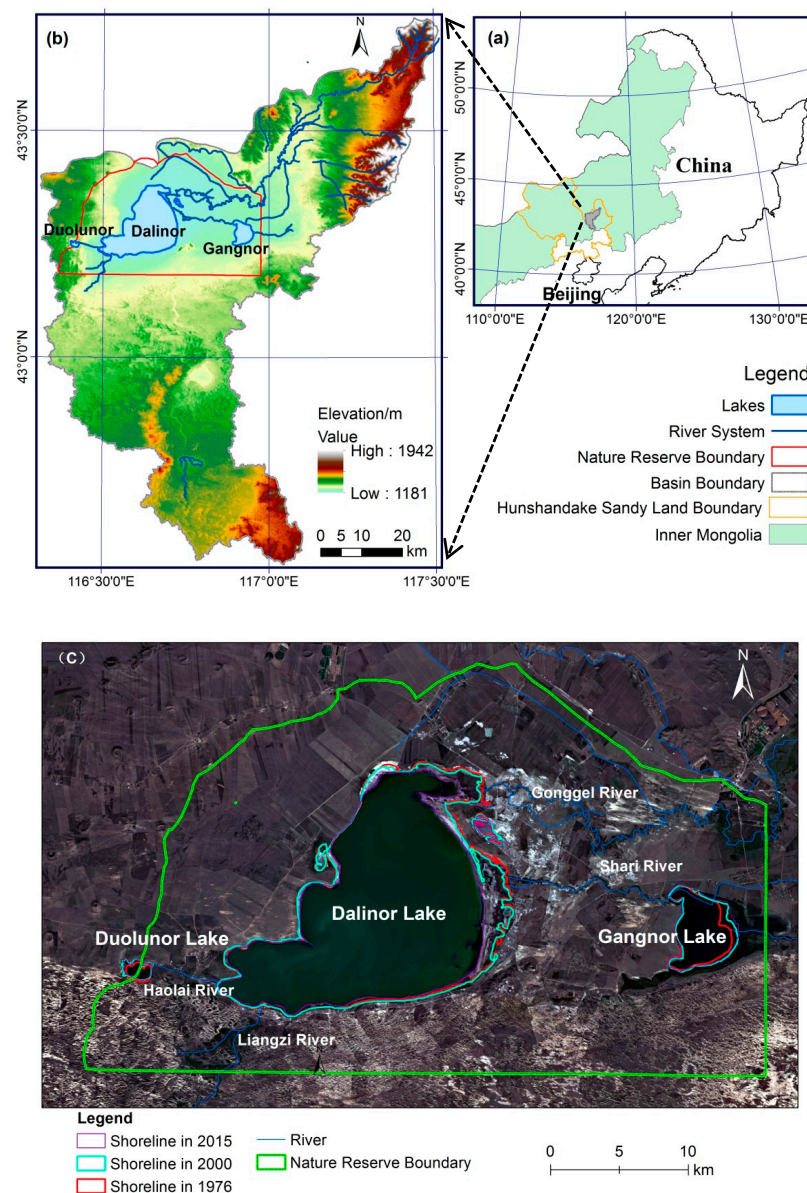 (b)
N
43°30'0"N
43°0'0"N
Duolunor
Dalinor
Gangnor
Elevation/m
Value
High : 1942
Low : 1181
0 5 10 20
km
116°30'0"E
117°0'0"E
117°30'0"E
(a)
50°0'0"N
45°0'0"N
40°0'0"N
China
Beijing
110°0'0"E
120°0'0"E
130°0'0"E
Legend
Lakes
River System
Nature Reserve Boundary
Basin Boundary
Hunshandake Sandy Land Boundary
Inner Mongolia
(C)
N
Gonggel River
Shari River
Dalinor Lake
Gangnor Lake
Duolunor Lake
Haolai River
Liangzi River
Legend
Shoreline in 2015
River
Shoreline in 2000
Nature Reserve Boundary
Shoreline in 1976
0 5 10
km